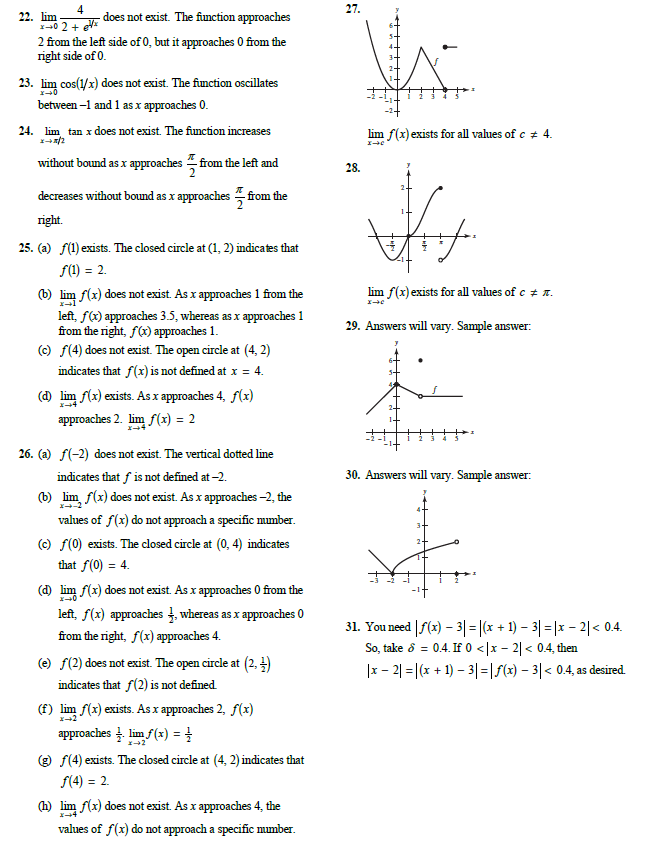 22. lim x→0 4/(2 + e^(1/x)) does not exist. The function approaches
2 from the left side of 0, but it approaches 0 from the
right side of 0.
23. lim x→0 cos(1/x) does not exist. The function oscillates
between −1 and 1 as x approaches 0.
24. lim x→π/2 tan x does not exist. The function increases
without bound as x approaches π/2 from the left and
decreases without bound as x approaches π/2 from the
right.
25. (a) f(1) exists. The closed circle at (1, 2) indicates that
f(1) = 2.
(b) lim x→1 f(x) does not exist. As x approaches 1 from the
left, f(x) approaches 3.5, whereas as x approaches 1
from the right, f(x) approaches 1.
(c) f(4) does not exist. The open circle at (4, 2)
indicates that f(x) is not defined at x = 4.
(d) lim x→4 f(x) exists. As x approaches 4, f(x)
approaches 2. lim x→4 f(x) = 2
26. (a) f(−2) does not exist. The vertical dotted line
indicates that f is not defined at −2.
(b) lim x→−2 f(x) does not exist. As x approaches −2, the
values of f(x) do not approach a specific number.
(c) f(0) exists. The closed circle at (0, 4) indicates
that f(0) = 4.
(d) lim x→0 f(x) does not exist. As x approaches 0 from the
left, f(x) approaches 1/2, whereas as x approaches 0
from the right, f(x) approaches 4.
(e) f(2) does not exist. The open circle at (2, 1/2)
indicates that f(2) is not defined.
(f) lim x→2 f(x) exists. As x approaches 2, f(x)
approaches 1/2. lim x→2 f(x) = 1/2
(g) f(4) exists. The closed circle at (4, 2) indicates that
f(4) = 2.
(h) lim x→4 f(x) does not exist. As x approaches 4, the
values of f(x) do not approach a specific number.
27.
y
6
5
4
3
2
1
f
−2 −1 1 2 3 4 5 x
−1
−2
lim x→c f(x) exists for all values of c ≠ 4.
28.
y
2
1
−π/2 π/2 π x
−1
lim x→c f(x) exists for all values of c ≠ π.
29. Answers will vary. Sample answer:
y
6
5
4
f
2
1
−2 −1 1 2 3 4 5 x
−1
30. Answers will vary. Sample answer:
y
4
3
2
1
−3 −2 −1 1 2 x
−1
31. You need |f(x) − 3| = |(x + 1) − 3| = |x − 2| < 0.4.
So, take δ = 0.4. If 0 < |x − 2| < 0.4, then
|x − 2| = |(x + 1) − 3| = |f(x) − 3| < 0.4, as desired.